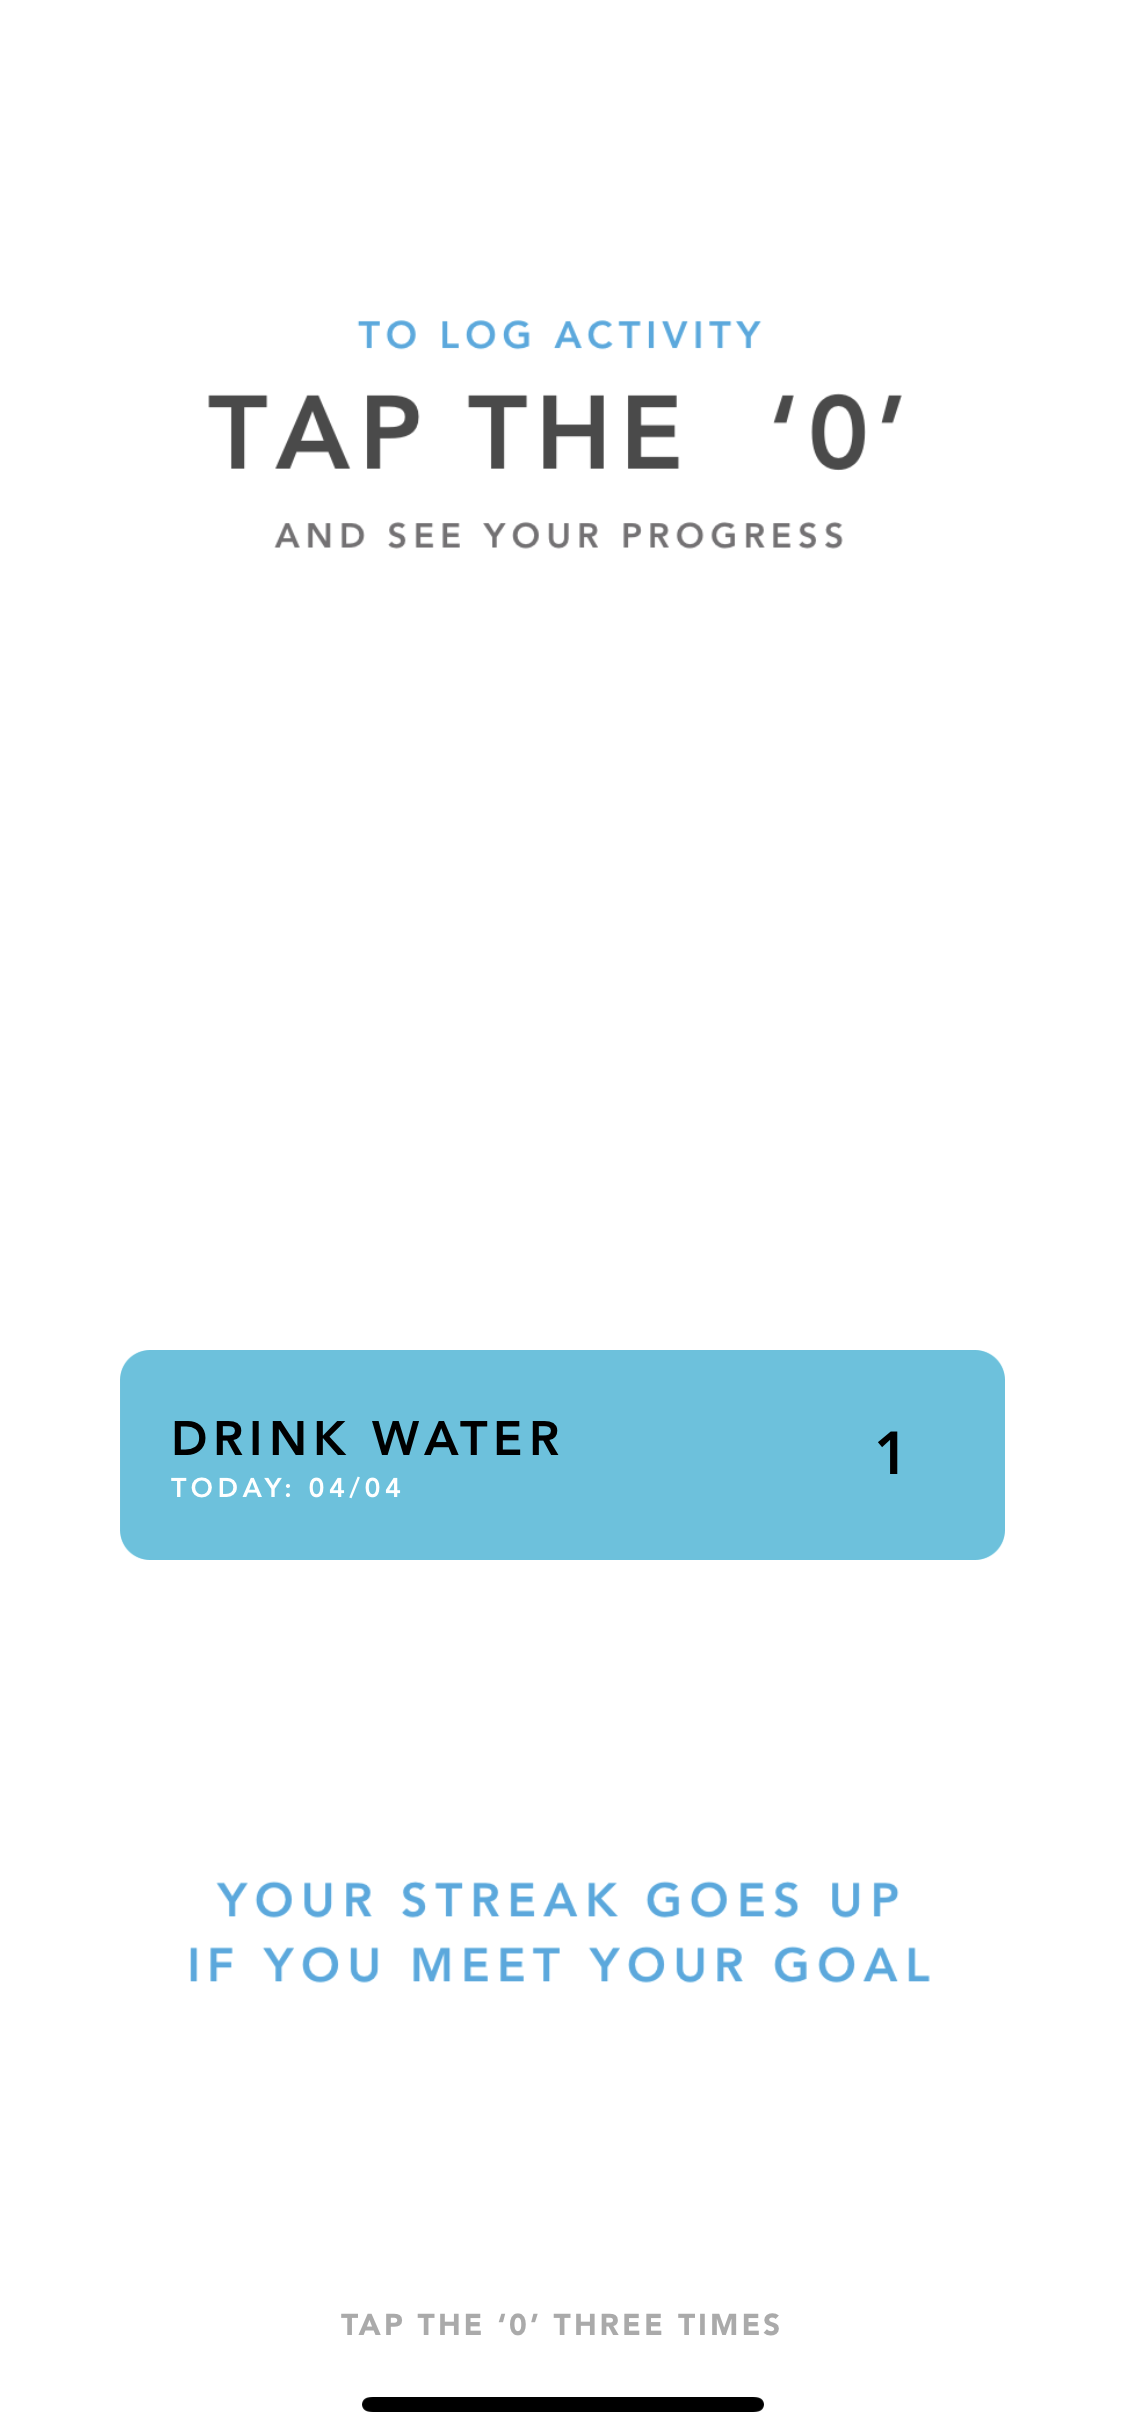 TO LOG ACTIVITY
TAP THE ‘0’
AND SEE YOUR PROGRESS
DRINK WATER
1
TODAY: 04/04
YOUR STREAK GOES UP
IF YOU MEET YOUR GOAL
TAP THE ‘0’ THREE TIMES